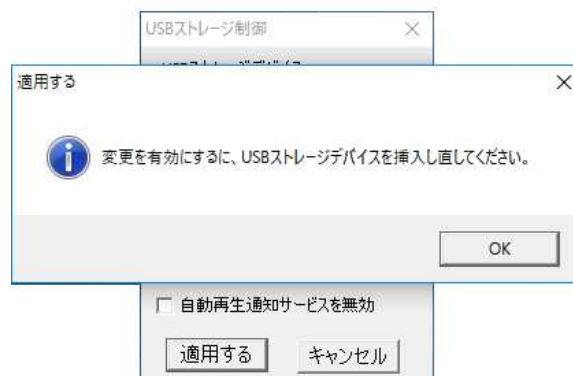 USBストレージ制御
適用する
変更を有効にするに、USBストレージデバイスを挿入し直してください。
OK
自動再生通知サービスを無効
適用する
キャンセル